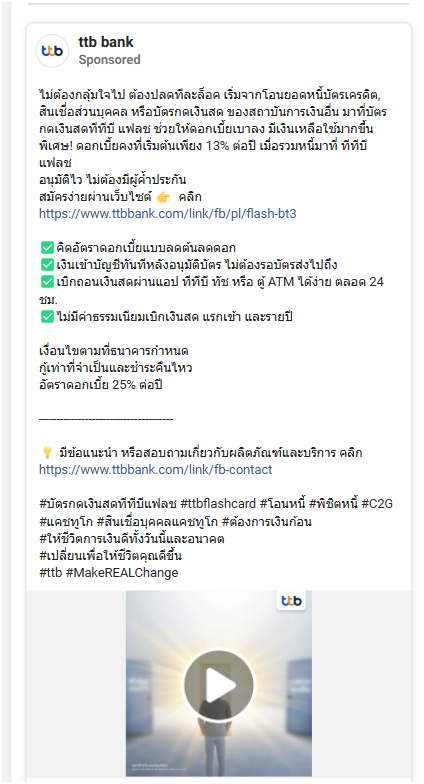 ttb
ttb bank
Sponsored
ไม่ต้องกลุ้มใจไป ต้องปลดทีละล็อค เริ่มจากโอนยอดหนี้บัตรเครดิต,
สินเชื่อส่วนบุคคล หรือบัตรกดเงินสด ของสถาบันการเงินอื่น มาที่บัตร
กดเงินสดทีทีบี แฟลช ช่วยให้ดอกเบี้ยเบาลง มีเงินเหลือใช้มากขึ้น
พิเศษ! ดอกเบี้ยคงที่เริ่มต้นเพียง 13% ต่อปี เมื่อรวมหนี้มาที่ ทีทีบี
แฟลช
อนุมัติไว ไม่ต้องมีผู้ค้ำประกัน
สมัครง่ายผ่านเว็บไซต์ 👉 คลิก
https://www.ttbbank.com/link/fb/pl/flash-bt3
✅ คิดอัตราดอกเบี้ยแบบลดต้นลดดอก
✅ เงินเข้าบัญชีทันทีหลังอนุมัติบัตร ไม่ต้องรอบัตรส่งไปถึง
✅ เบิกถอนเงินสดผ่านแอป ทีทีบี ทัช หรือ ตู้ ATM ได้ง่าย ตลอด 24
ชม.
✅ ไม่มีค่าธรรมเนียมเบิกเงินสด แรกเข้า และรายปี
เงื่อนไขตามที่ธนาคารกำหนด
กู้เท่าที่จำเป็นและชำระคืนไหว
อัตราดอกเบี้ย 25% ต่อปี
--------------------------------------
💡 มีข้อแนะนำ หรือสอบถามเกี่ยวกับผลิตภัณฑ์และบริการ คลิก
https://www.ttbbank.com/link/fb-contact
#บัตรกดเงินสดทีทีบีแฟลช #ttbflashcard #โอนหนี้ #พิชิตหนี้ #C2G
#แคชทูโก #สินเชื่อบุคคลแคชทูโก #ต้องการเงินก้อน
#ให้ชีวิตการเงินดีทั้งวันนี้และอนาคต
#เปลี่ยนเพื่อให้ชีวิตคุณดีขึ้น
#ttb #MakeREALChange
ttb